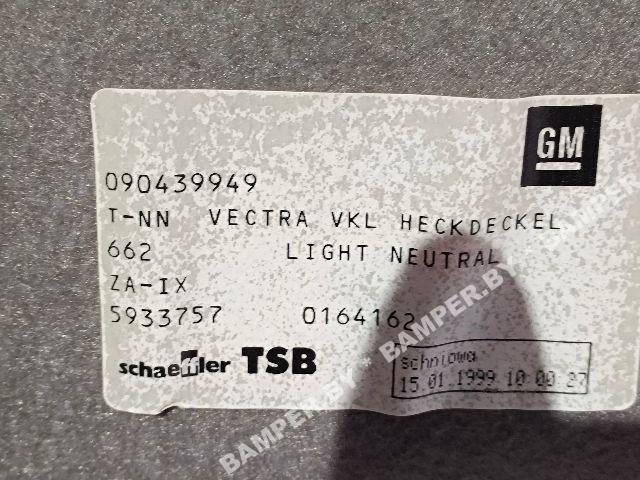 GM
090439949
T-NN VECTRA VKL HECKDECKEL
662 LIGHT NEUTRAL
ZA-IX
5933757 0164162
schaeffler TSB
schniowa
15.01.1999 10:00 27
BAMPER.BY * BAMPER.BY